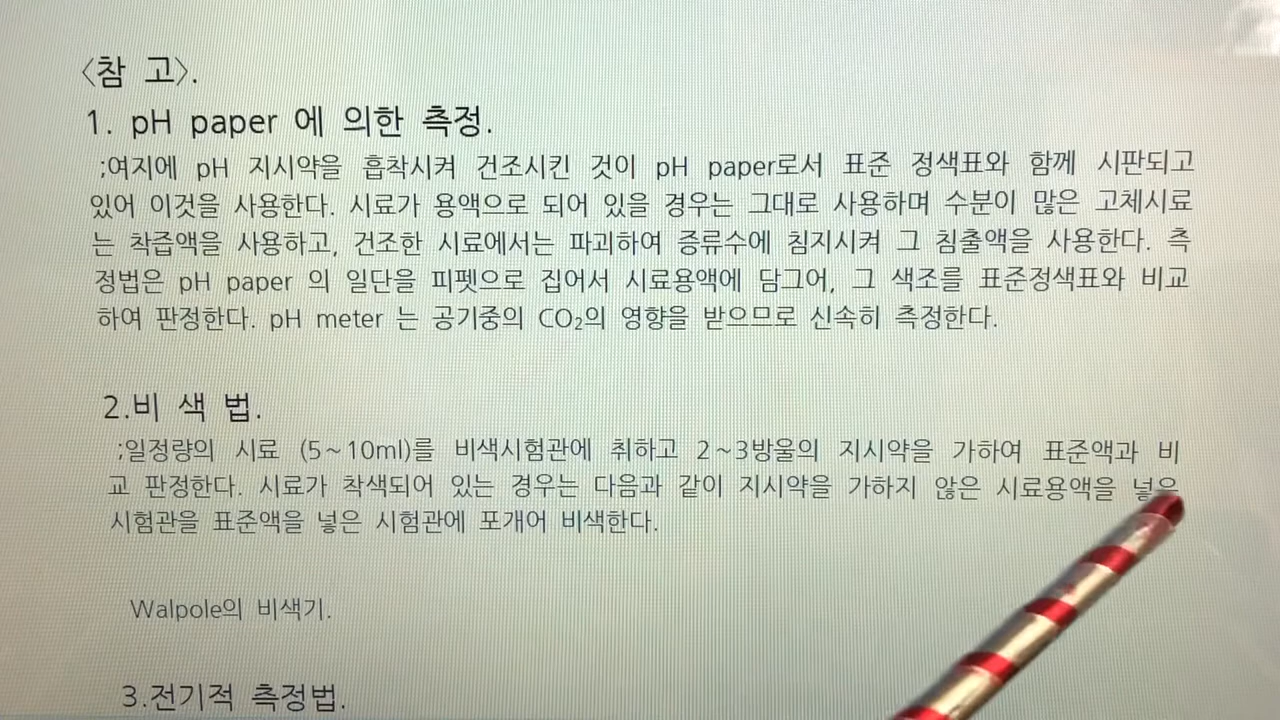 〈참 고〉.
1. pH paper 에 의한 측정.
;여지에 pH 지시약을 흡착시켜 건조시킨 것이 pH paper로서 표준 정색표와 함께 시판되고
있어 이것을 사용한다. 시료가 용액으로 되어 있을 경우는 그대로 사용하며 수분이 많은 고체시료
는 착즙액을 사용하고, 건조한 시료에서는 파괴하여 증류수에 침지시켜 그 침출액을 사용한다. 측
정법은 pH paper 의 일단을 피펫으로 집어서 시료용액에 담그어, 그 색조를 표준정색표와 비교
하여 판정한다. pH meter 는 공기중의 CO₂의 영향을 받으므로 신속히 측정한다.
2.비 색 법.
;일정량의 시료 (5~10ml)를 비색시험관에 취하고 2~3방울의 지시약을 가하여 표준액과 비
교 판정한다. 시료가 착색되어 있는 경우는 다음과 같이 지시약을 가하지 않은 시료용액을 넣은
시험관을 표준액을 넣은 시험관에 포개어 비색한다.
Walpole의 비색기.
3.전기적 측정법.